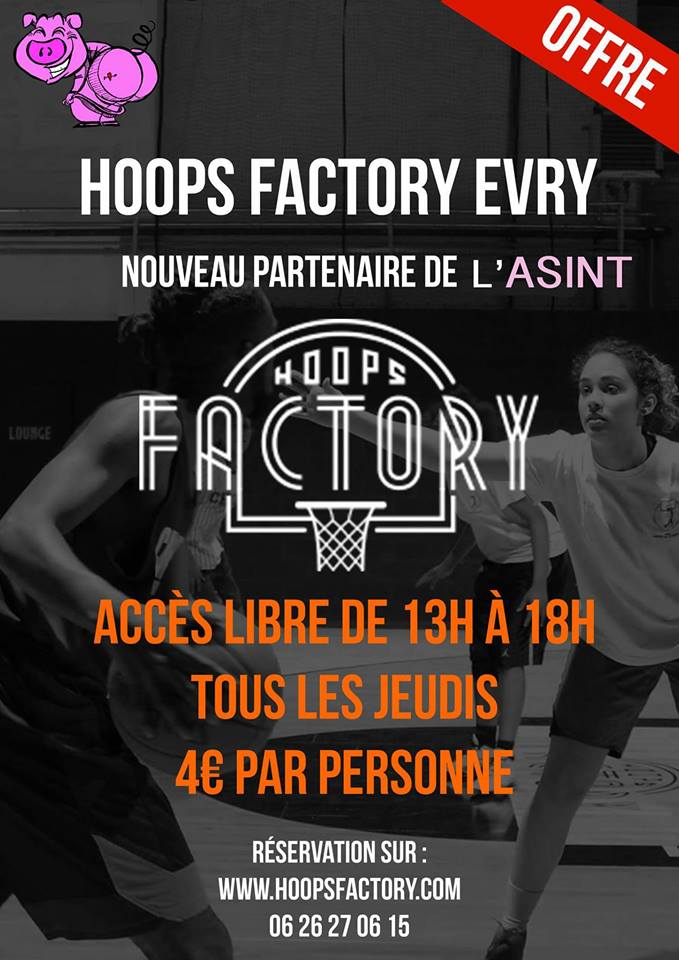 OFFRE
HOOPS FACTORY EVRY
NOUVEAU PARTENAIRE DE L'ASINT
HOOPS
FACTORY
LOUNGE
ACCÈS LIBRE DE 13H À 18H
TOUS LES JEUDIS
4€ PAR PERSONNE
RÉSERVATION SUR :
WWW.HOOPSFACTORY.COM
06 26 27 06 15